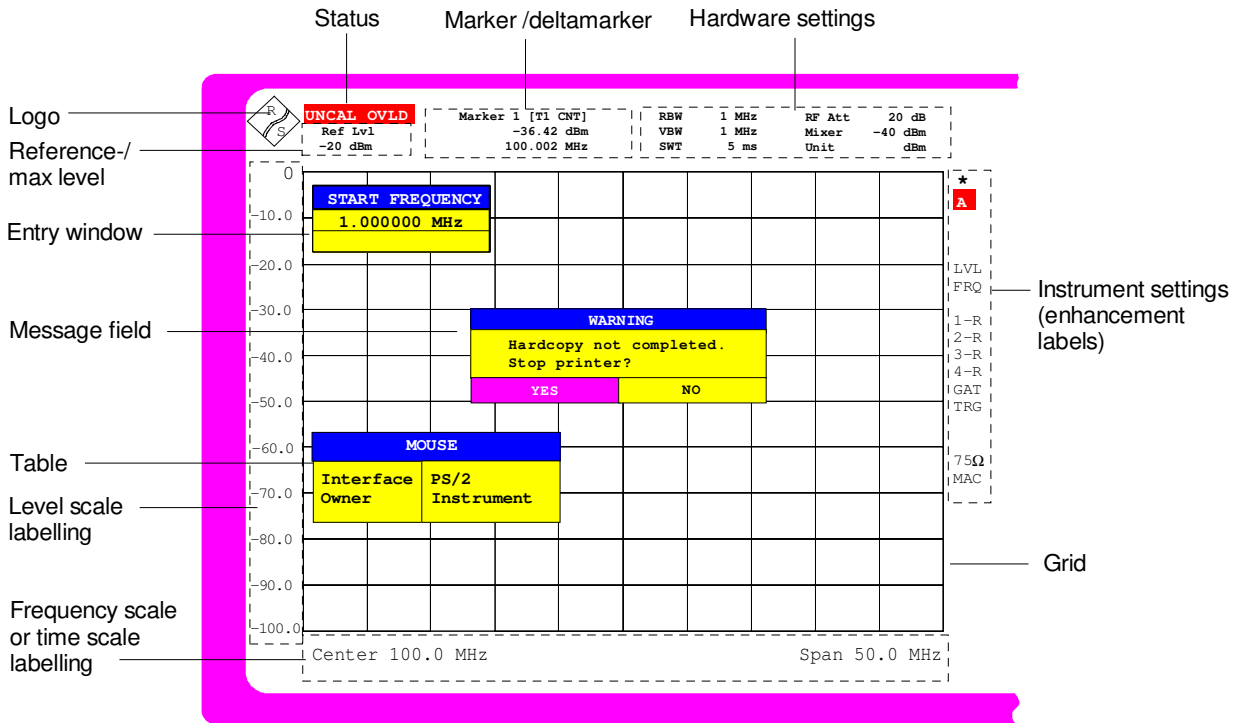 Status
Marker /deltamarker
Hardware settings
Logo
Reference-/
max level
Entry window
Message field
Table
Level scale
labelling
Frequency scale
or time scale
labelling
R
S
UNCAL OVLD
Ref Lvl
-20 dBm
Marker 1 [T1 CNT]
-36.42 dBm
100.002 MHz
RBW 1 MHz RF Att 20 dB
VBW 1 MHz Mixer -40 dBm
SWT 5 ms Unit dBm
0
-10.0
-20.0
-30.0
-40.0
-50.0
-60.0
-70.0
-80.0
-90.0
-100.0
START FREQUENCY
1.000000 MHz
WARNING
Hardcopy not completed.
Stop printer?
YES NO
MOUSE
Interface PS/2
Owner Instrument
*
A
LVL
FRQ
1-R
2-R
3-R
4-R
GAT
TRG
75Ω
MAC
Instrument settings
(enhancement
labels)
Grid
Center 100.0 MHz Span 50.0 MHz